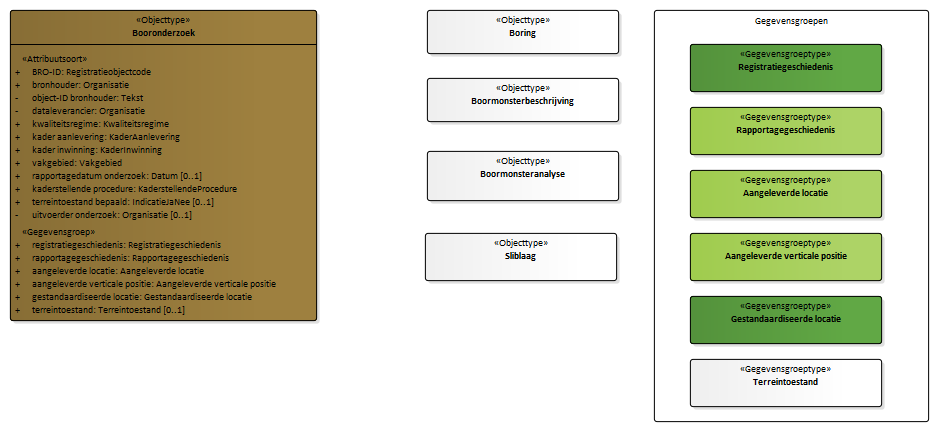 «Objecttype»
Booronderzoek
«Attribuutsoort»
+ BRO-ID: Registratieobjectcode
+ bronhouder: Organisatie
- object-ID bronhouder: Tekst
- dataleverancier: Organisatie
+ kwaliteitsregime: Kwaliteitsregime
+ kader aanlevering: KaderAanlevering
+ kader inwinning: KaderInwinning
+ vakgebied: Vakgebied
+ rapportagedatum onderzoek: Datum [0..1]
+ kaderstellende procedure: KaderstellendeProcedure
+ terreintoestand bepaald: IndicatieJaNee [0..1]
- uitvoerder onderzoek: Organisatie [0..1]
«Gegevensgroep»
+ registratiegeschiedenis: Registratiegeschiedenis
+ rapportagegeschiedenis: Rapportagegeschiedenis
+ aangeleverde locatie: Aangeleverde locatie
+ aangeleverde verticale positie: Aangeleverde verticale positie
+ gestandaardiseerde locatie: Gestandaardiseerde locatie
+ terreintoestand: Terreintoestand [0..1]
«Objecttype»
Boring
«Objecttype»
Boormonsterbeschrijving
«Objecttype»
Boormonsteranalyse
«Objecttype»
Sliblaag
Gegevensgroepen
«Gegevensgroeptype»
Registratiegeschiedenis
«Gegevensgroeptype»
Rapportagegeschiedenis
«Gegevensgroeptype»
Aangeleverde locatie
«Gegevensgroeptype»
Aangeleverde verticale positie
«Gegevensgroeptype»
Gestandaardiseerde locatie
«Gegevensgroeptype»
Terreintoestand